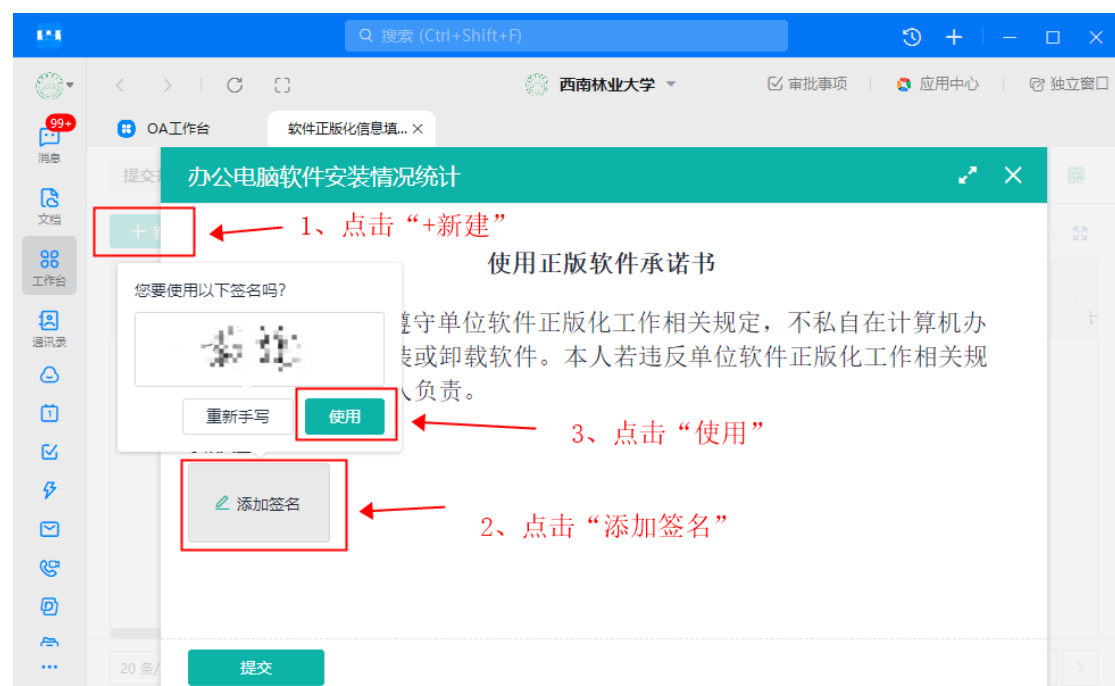 搜索 (Ctrl+Shift+F)
西南林业大学
审批事项
应用中心
独立窗口
99+
消息
OA工作台
软件正版化信息填...
提交
办公电脑软件安装情况统计
文档
1、点击“+新建”
工作台
使用正版软件承诺书
您要使用以下签名吗?
遵守单位软件正版化工作相关规定，不私自在计算机办
通讯录
装或卸载软件。本人若违反单位软件正版化工作相关规
人负责。
重新手写
使用
3、点击“使用”
添加签名
2、点击“添加签名”
20 条/
提交